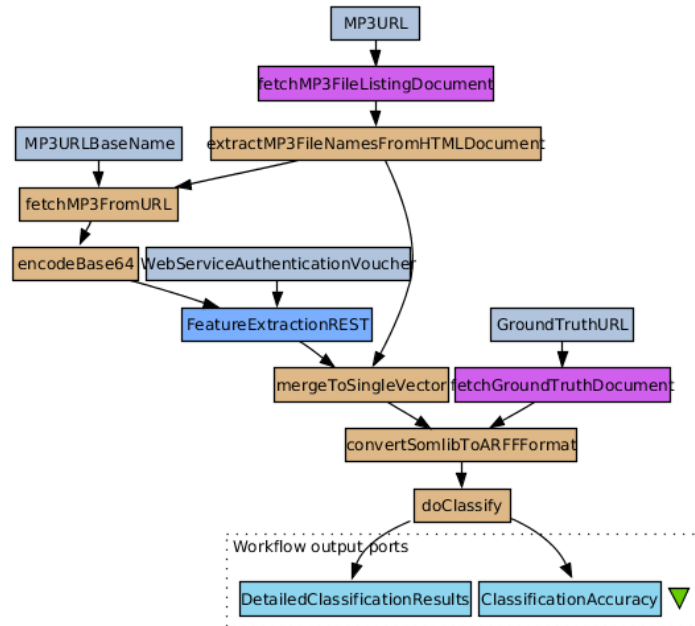 MP3URL
fetchMP3FileListingDocument
MP3URLBaseName
extractMP3FileNamesFromHTMLDocument
fetchMP3FromURL
encodeBase64
WebServiceAuthenticationVoucher
FeatureExtractionREST
GroundTruthURL
mergeToSingleVector
fetchGroundTruthDocument
convertSomlibToARFFFormat
doClassify
Workflow output ports
DetailedClassificationResults
ClassificationAccuracy